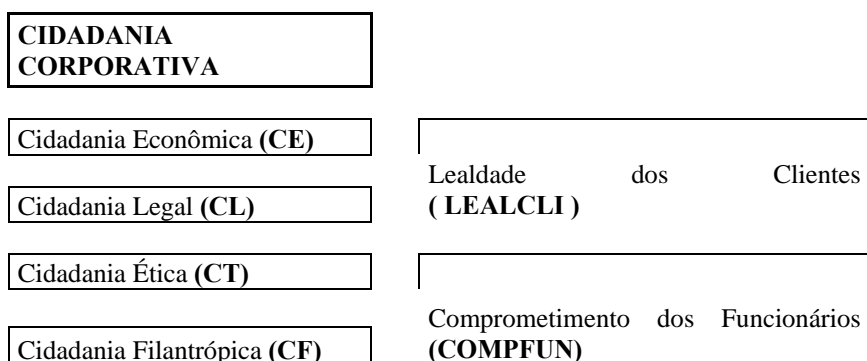 CIDADANIA
CORPORATIVA
Cidadania Econômica (CE)
Cidadania Legal (CL)
Cidadania Ética (CT)
Cidadania Filantrópica (CF)
Lealdade dos Clientes
( LEALCLI )
Comprometimento dos Funcionários
(COMPFUN)